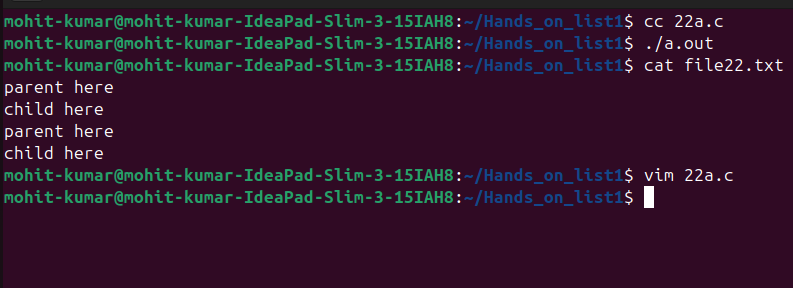 mohit-kumar@mohit-kumar-IdeaPad-Slim-3-15IAH8:~/Hands_on_list1$ cc 22a.c
mohit-kumar@mohit-kumar-IdeaPad-Slim-3-15IAH8:~/Hands_on_list1$ ./a.out
mohit-kumar@mohit-kumar-IdeaPad-Slim-3-15IAH8:~/Hands_on_list1$ cat file22.txt
parent here
child here
parent here
child here
mohit-kumar@mohit-kumar-IdeaPad-Slim-3-15IAH8:~/Hands_on_list1$ vim 22a.c
mohit-kumar@mohit-kumar-IdeaPad-Slim-3-15IAH8:~/Hands_on_list1$